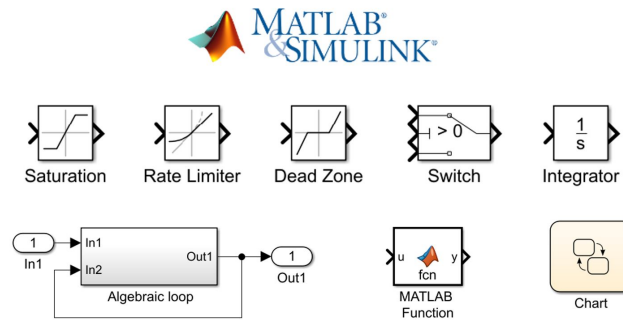 MATLAB®
&SIMULINK®
> 0
1
s
Saturation
Rate Limiter
Dead Zone
Switch
Integrator
1
In1
In1
In2
Out1
1
Out1
Algebraic loop
u
fcn
y
MATLAB
Function
Chart